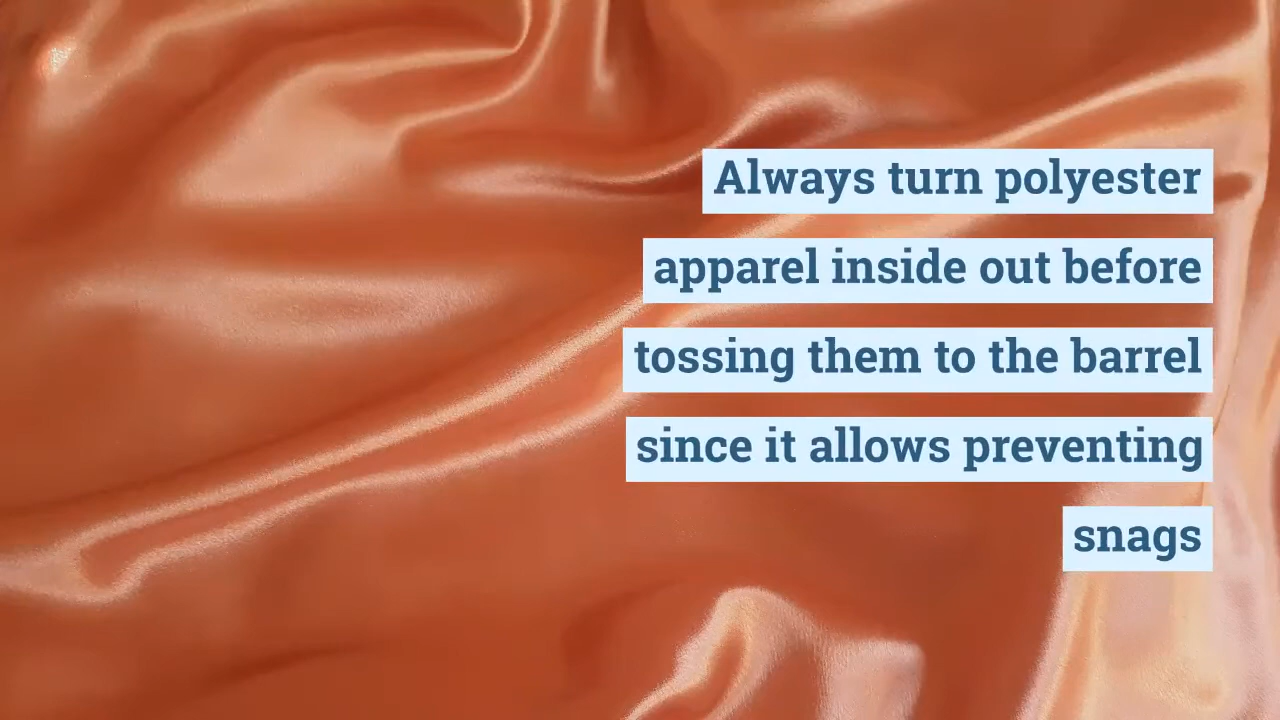 Always turn polyester
apparel inside out before
tossing them to the barrel
since it allows preventing
snags